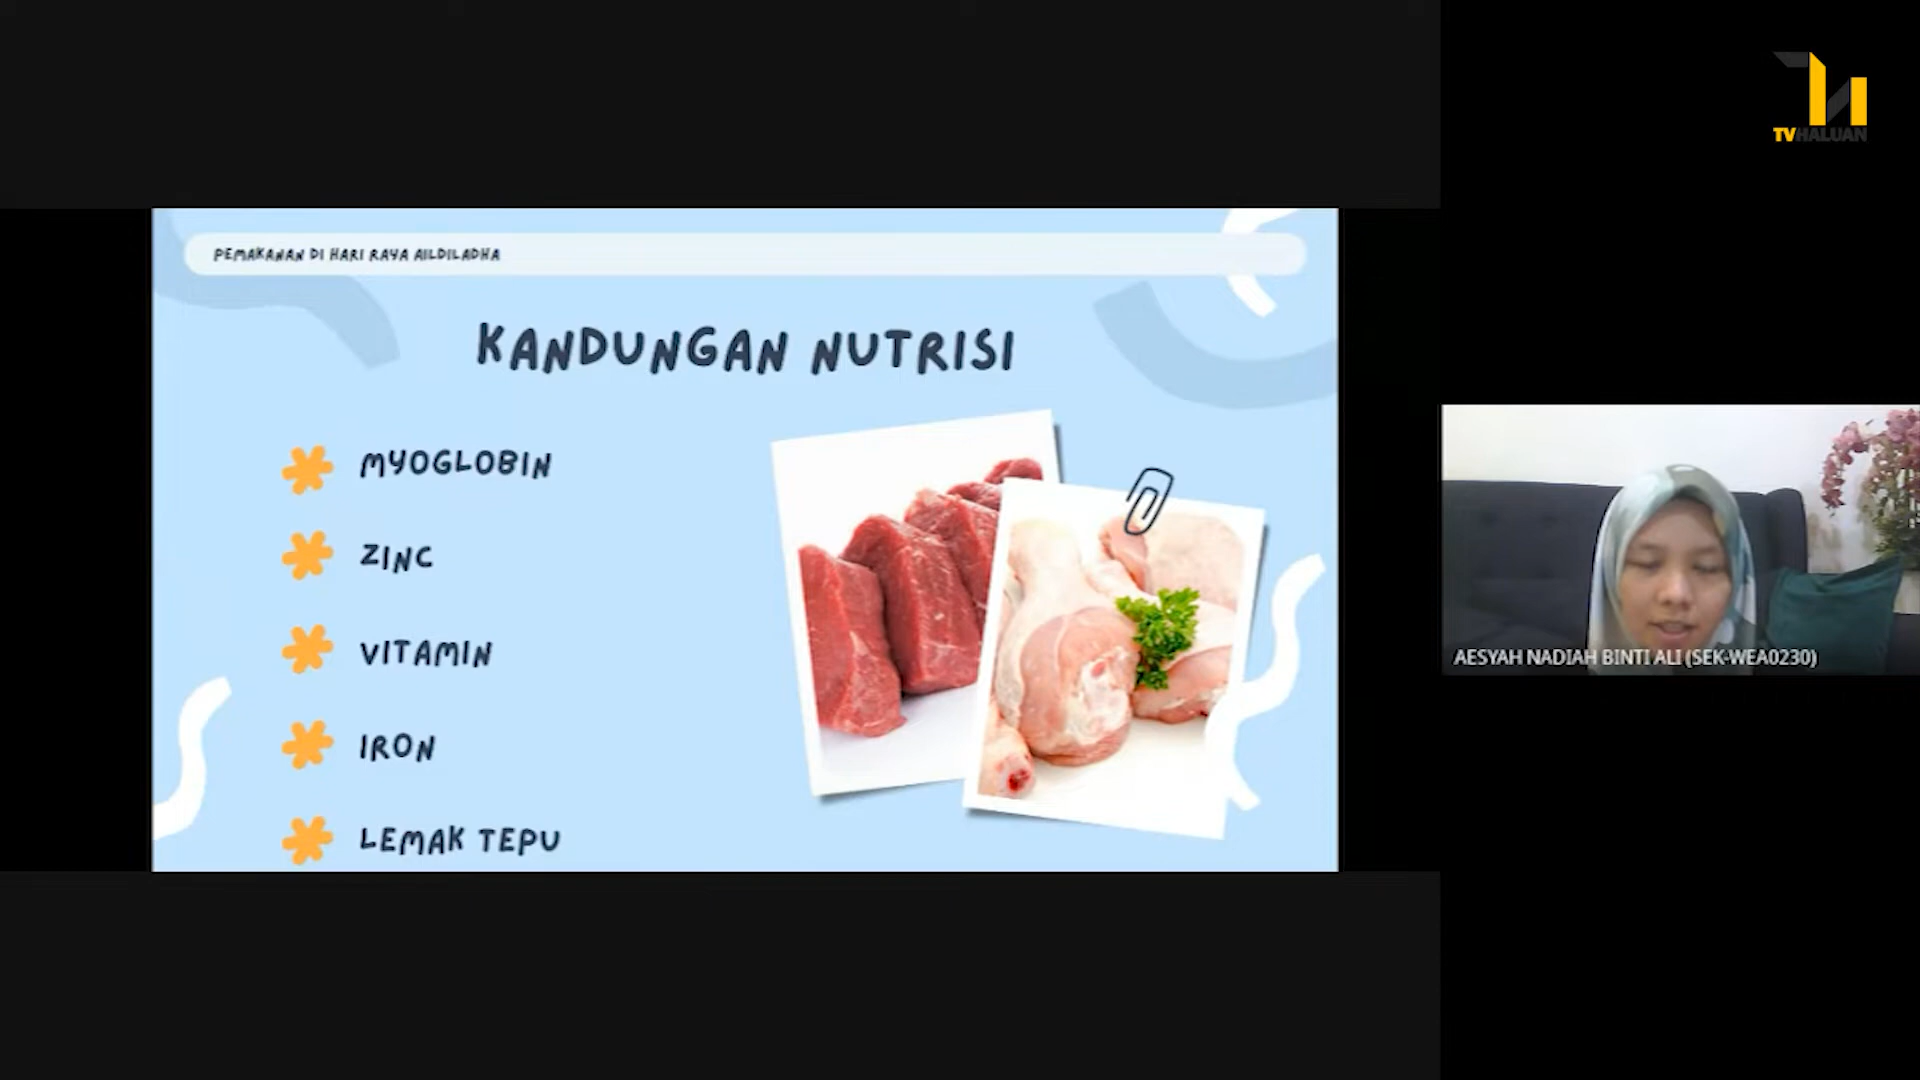 TVHALUAN
PEMAKANAN DI HARI RAYA AILDILADHA
KANDUNGAN NUTRISI
MYOGLOBIN
ZINC
VITAMIN
IRON
LEMAK TEPU
AESYAH NADIAH BINTI ALI (SEK-WEA0230)